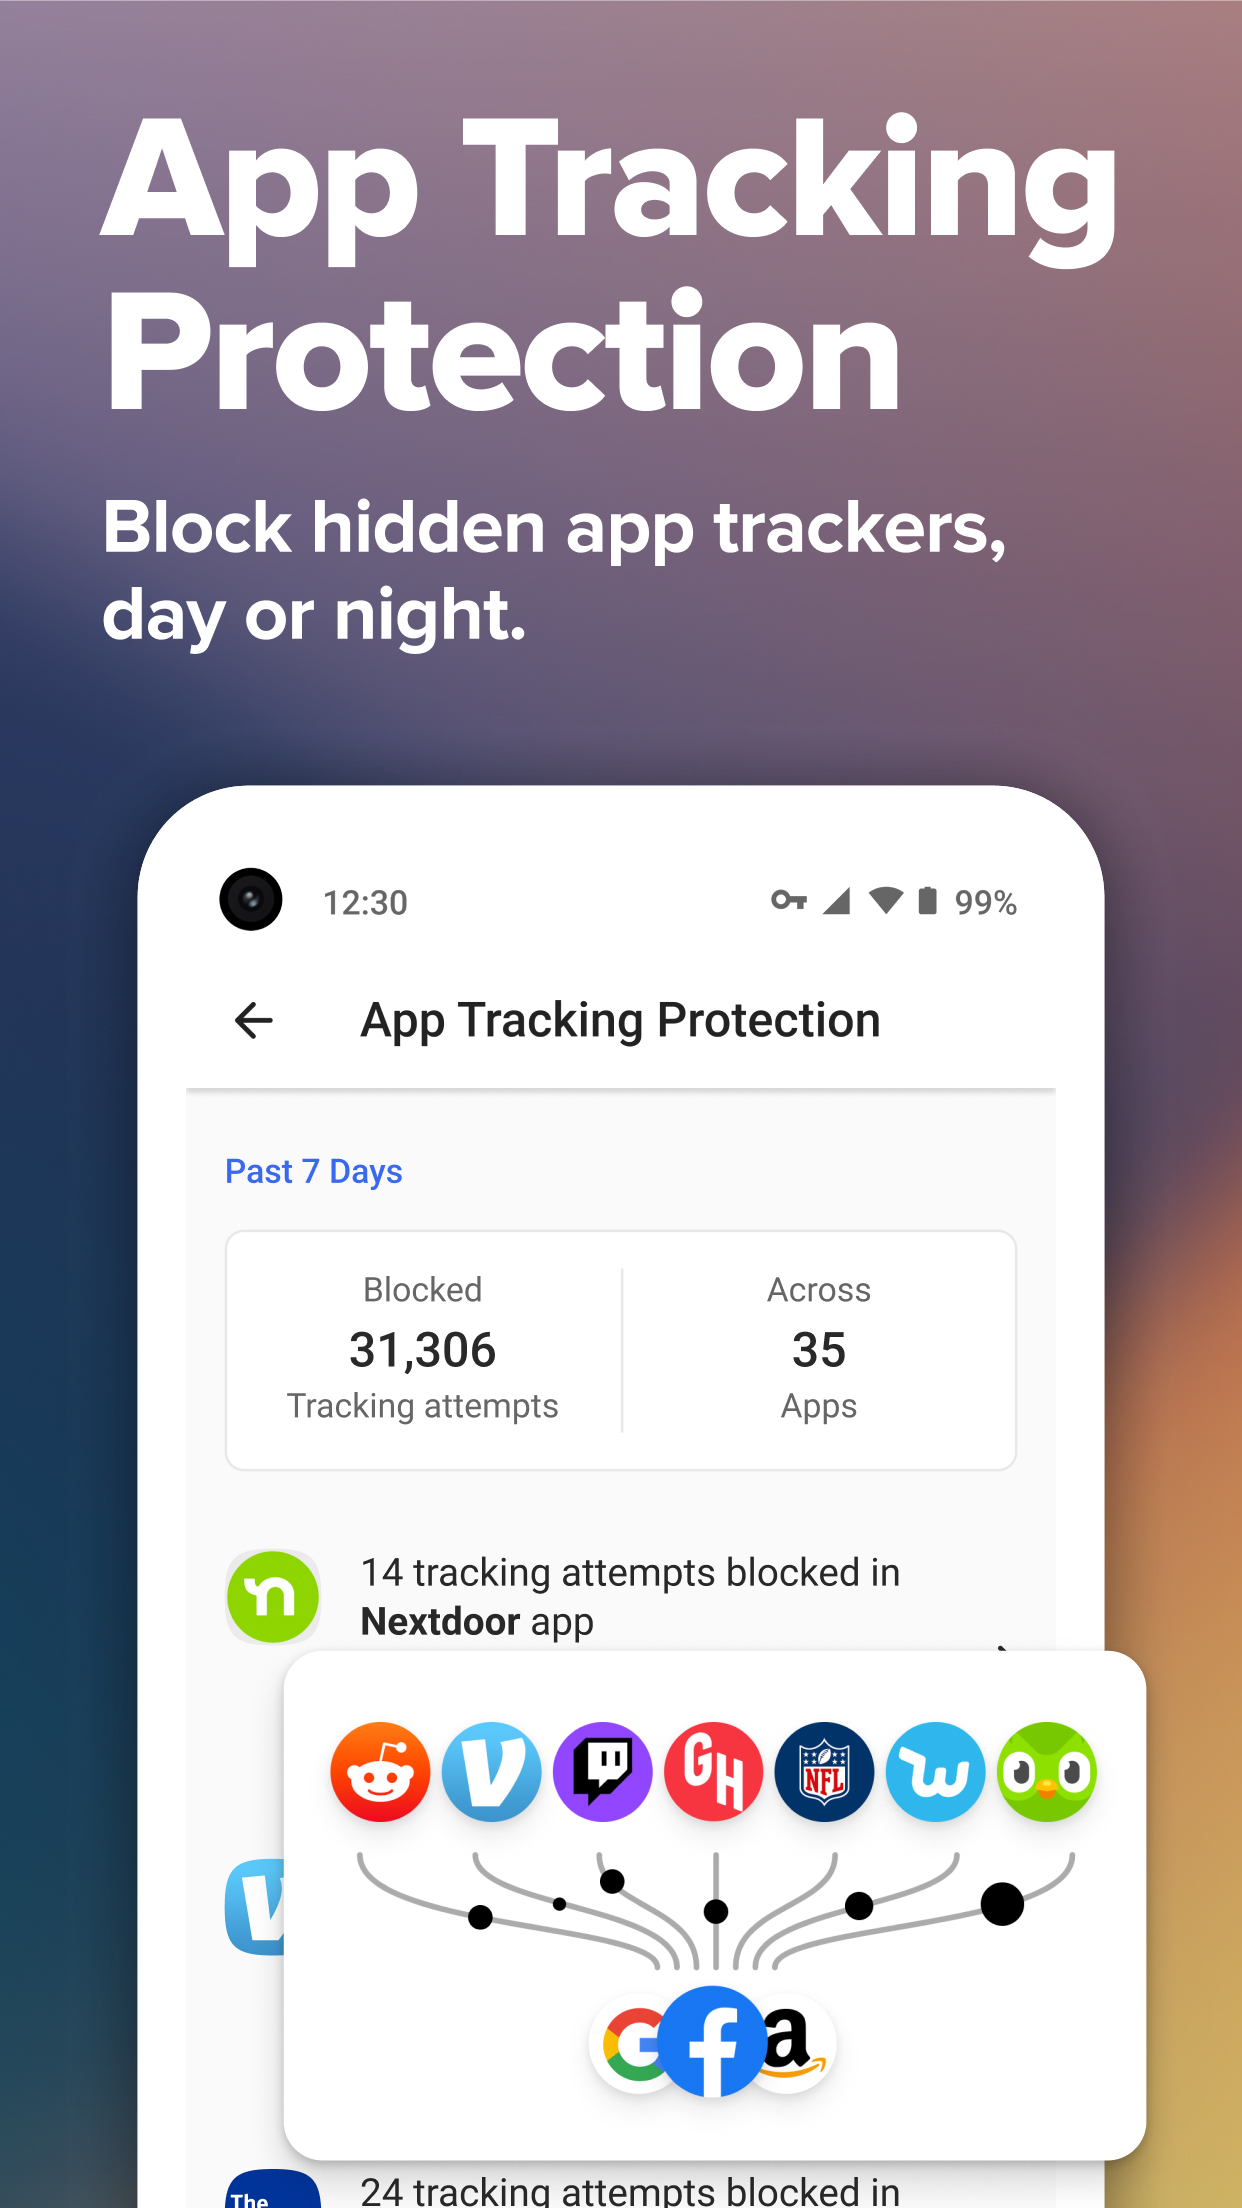 App Tracking
Protection
Block hidden app trackers,
day or night.
12:30
99%
App Tracking Protection
Past 7 Days
Blocked
31,306
Tracking attempts
Across
35
Apps
14 tracking attempts blocked in
Nextdoor app
GH
NFL
24 tracking attempts blocked in
The